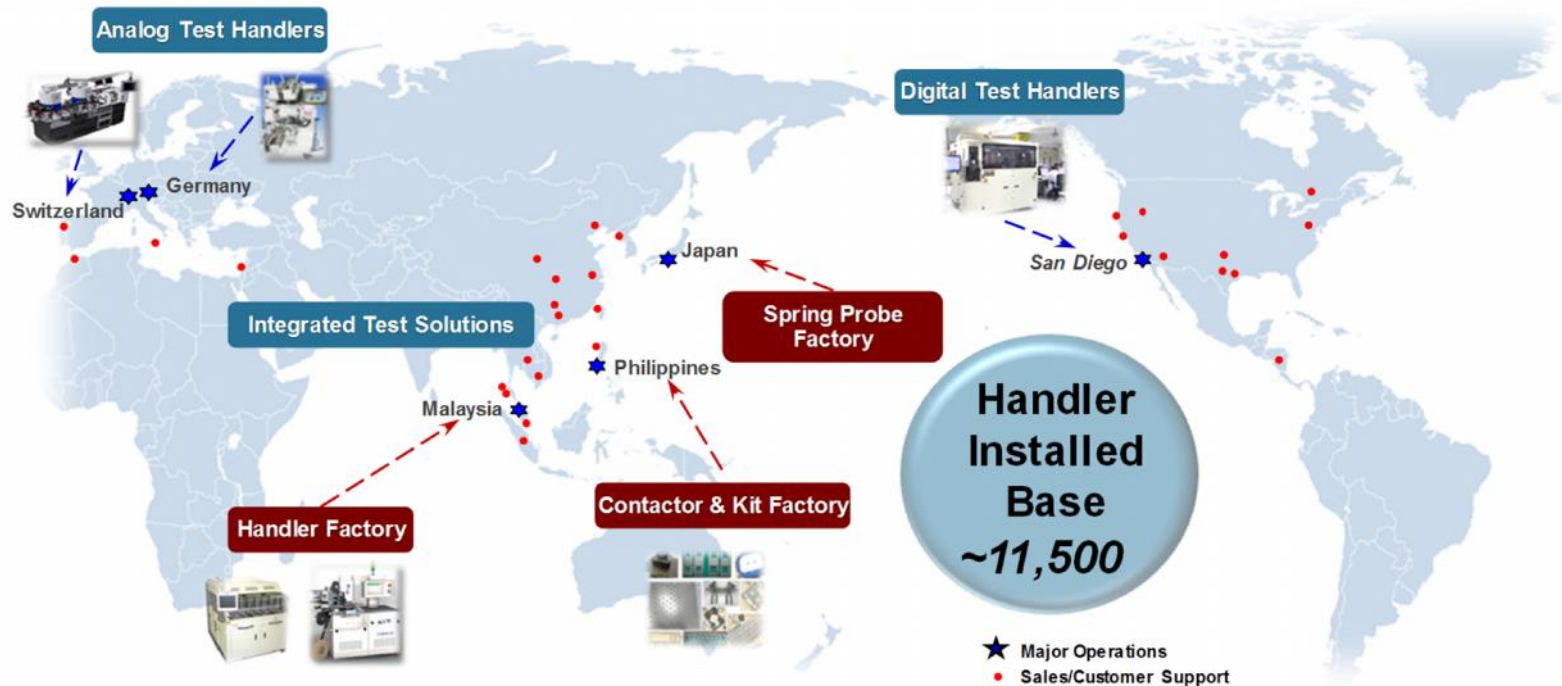 Analog Test Handlers
Digital Test Handlers
Germany
Switzerland
Japan
San Diego
Integrated Test Solutions
Spring Probe
Factory
Philippines
Malaysia
Handler
Installed
Base
~11,500
Contactor & Kit Factory
Handler Factory
Major Operations
Sales/Customer Support